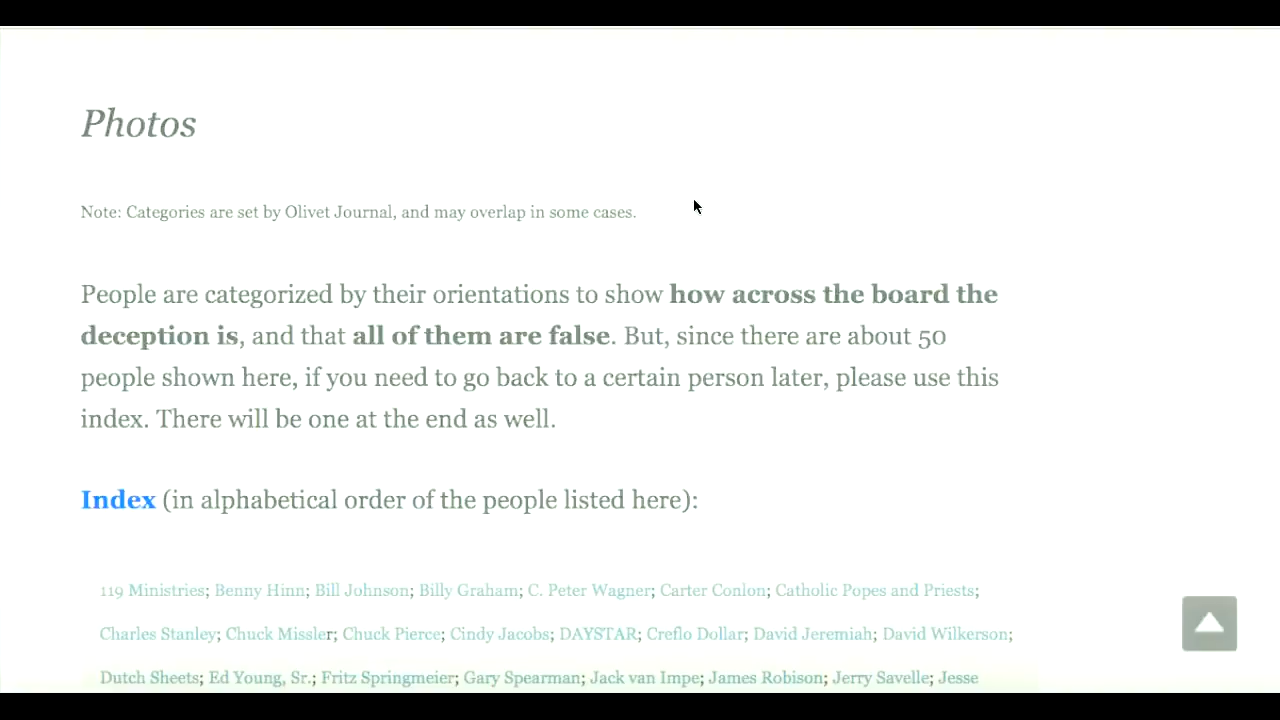 Photos
Note: Categories are set by Olivet Journal, and may overlap in some cases.
People are categorized by their orientations to show how across the board the
deception is, and that all of them are false. But, since there are about 50
people shown here, if you need to go back to a certain person later, please use this
index. There will be one at the end as well.
Index (in alphabetical order of the people listed here):
119 Ministries; Benny Hinn; Bill Johnson; Billy Graham; C. Peter Wagner; Carter Conlon; Catholic Popes and Priests;
Charles Stanley; Chuck Missler; Chuck Pierce; Cindy Jacobs; DAYSTAR; Creflo Dollar; David Jeremiah; David Wilkerson;
Dutch Sheets; Ed Young, Sr.; Fritz Springmeier; Gary Spearman; Jack van Impe; James Robison; Jerry Savelle; Jesse